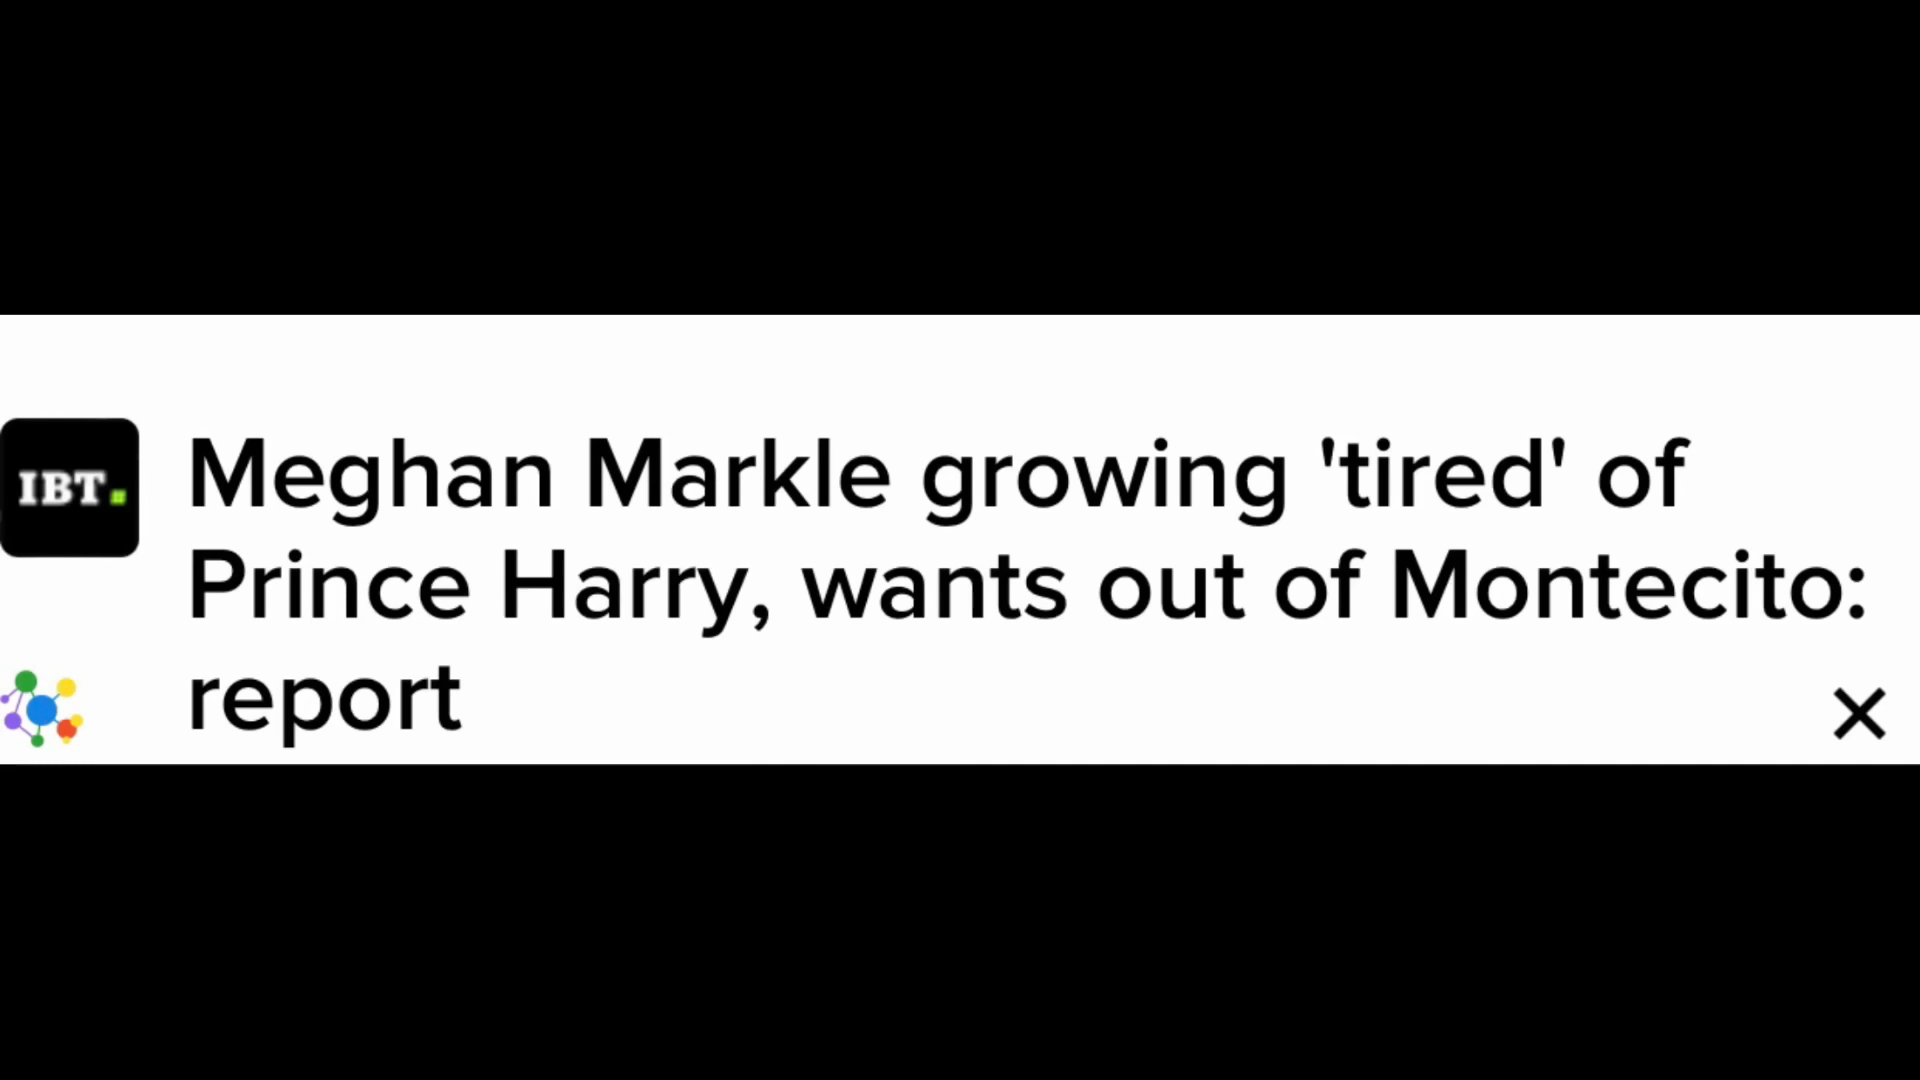 IBT.
Meghan Markle growing 'tired' of
Prince Harry, wants out of Montecito:
report